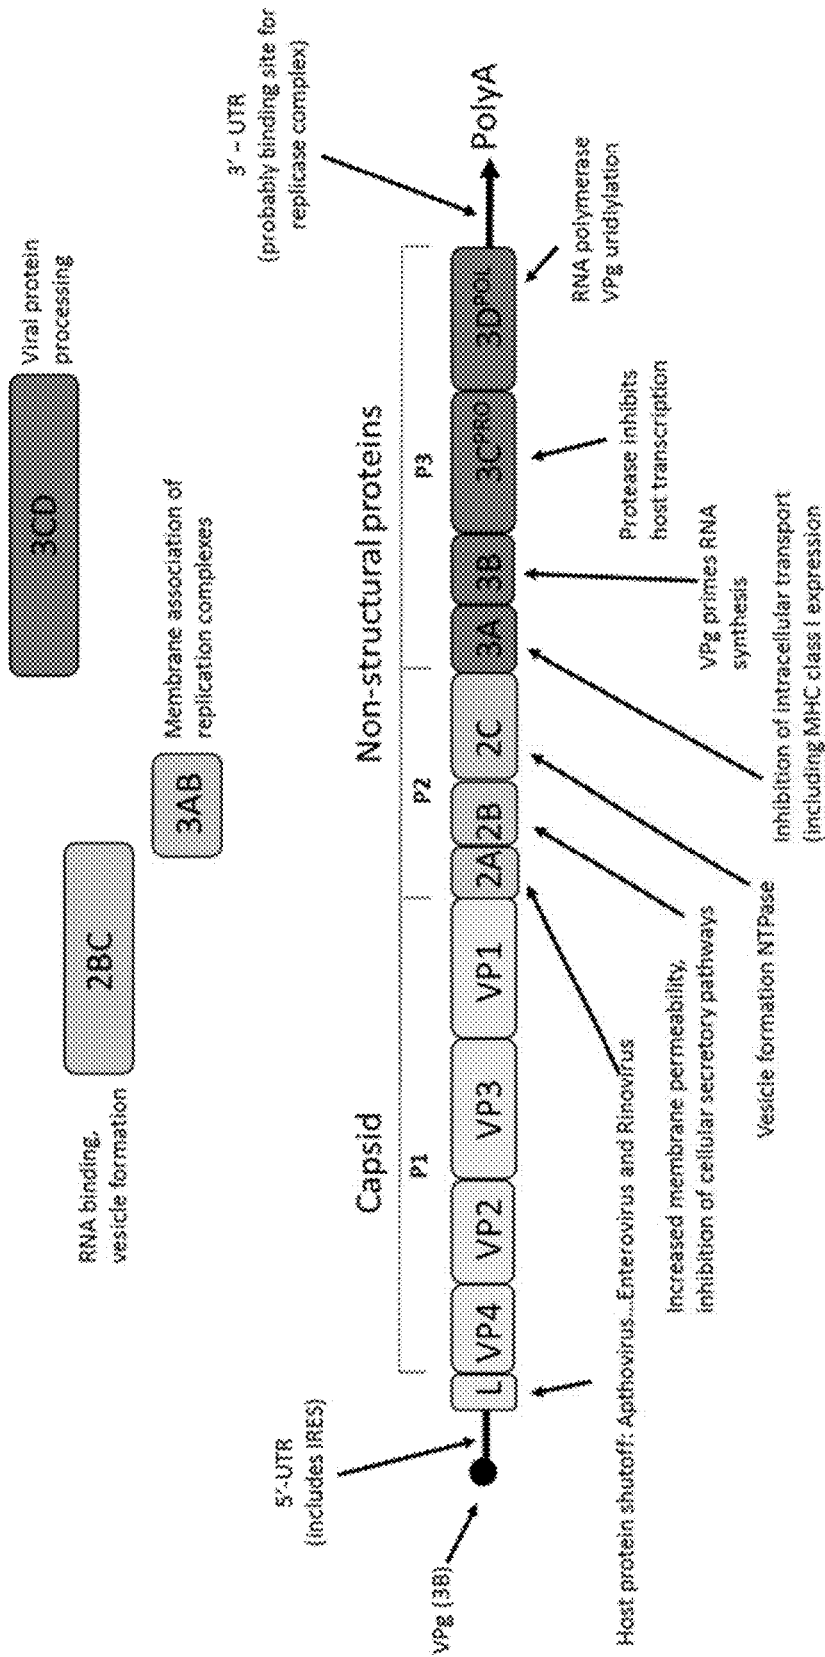 3CD
Viral protein
processing
RNA binding,
vesicle formation
2BC
3AB
Membrane association of
replication complexes
5'-UTR
(includes IRES)
3' - UTR
(probably binding site for
replicase complex)
Capsid
Non-structural proteins
P1
P2
P3
VPg (3B)
L
VP4
VP2
VP3
VP1
2A
2B
2C
3A
3B
3CPRO
3DPOL
PolyA
Host protein shutoff: Apthovirus...Enterovirus and Rinovirus
Increased membrane permeability,
inhibition of cellular secretory pathways
Vesicle formation NTPase
Inhibition of intracellular transport
(including MHC class I expression
VPg primes RNA
synthesis
Protease inhibits
host transcription
RNA polymerase
VPg uridlylation